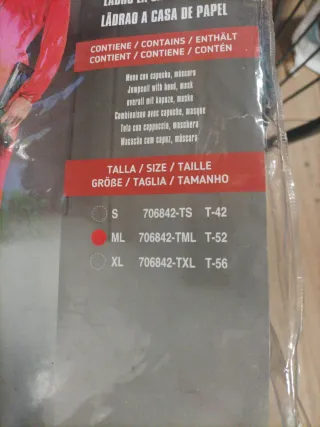 LÃDRAO A CASA DE PAPEL
CONTIENE / CONTAINS / ENTHÄLT
CONTIENT / CONTIENE / CONTÉN
Mono con capucha, máscara
Jumpsuit with hood, mask
overall mit kapuze, maske
Combinaison avec capuche, masque
Tuta con cappuccio, maschera
Macacão com capuz, máscara
TALLA / SIZE / TAILLE
GRÖBE / TAGLIA / TAMANHO
S 706842-TS T-42
ML 706842-TML T-52
XL 706842-TXL T-56